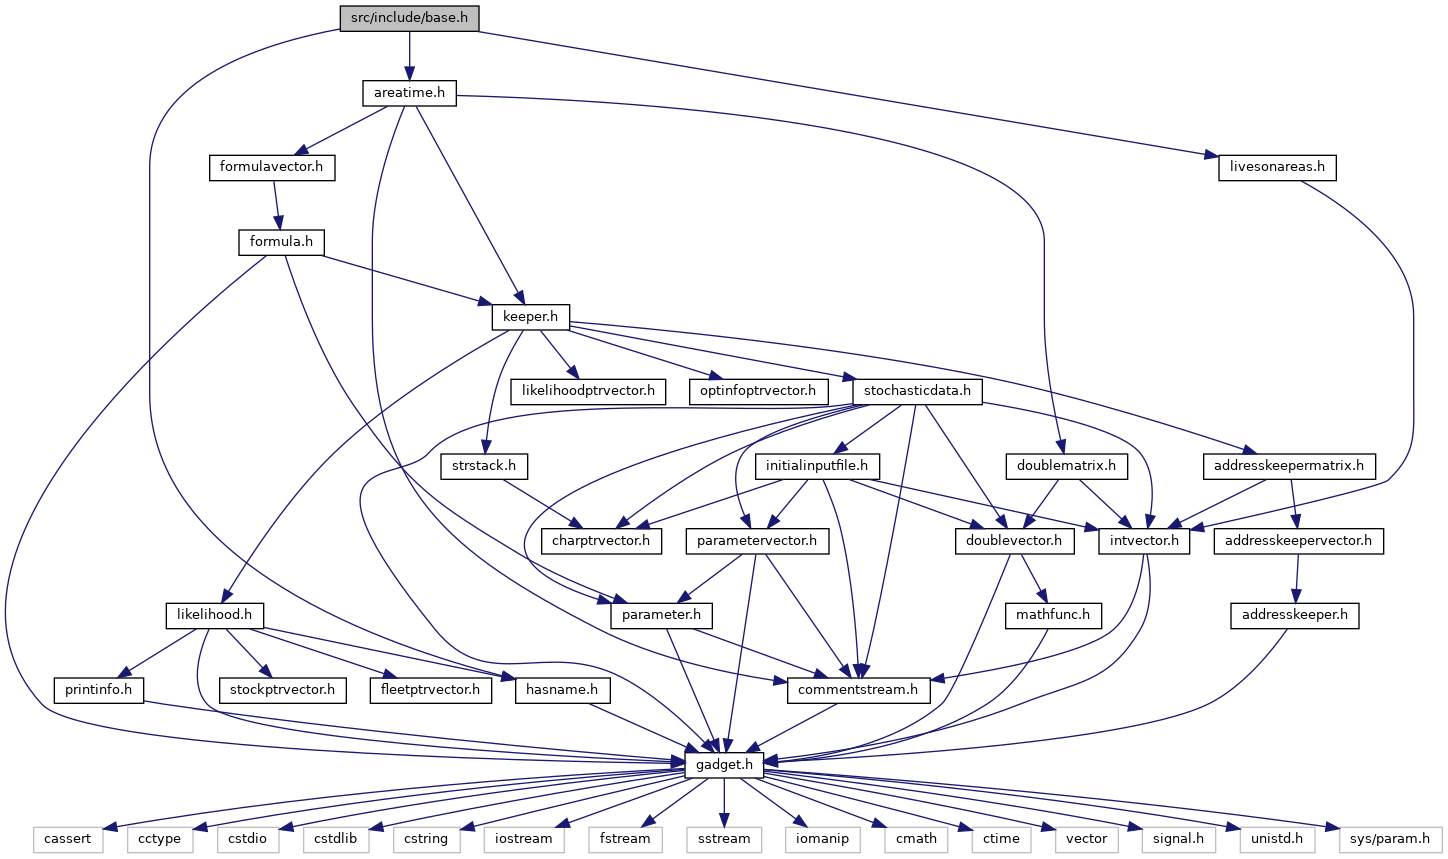 src/include/base.h
areatime.h
formulavector.h
livesonareas.h
formula.h
keeper.h
likelihoodptrvector.h
optinfoptrvector.h
stochasticdata.h
strstack.h
initialinputfile.h
doublematrix.h
addresskeepermatrix.h
charptrvector.h
parametervector.h
doublevector.h
intvector.h
addresskeepervector.h
likelihood.h
parameter.h
mathfunc.h
addresskeeper.h
printinfo.h
stockptrvector.h
fleetptrvector.h
hasname.h
commentstream.h
gadget.h
cassert
cctype
cstdio
cstdlib
cstring
iostream
fstream
sstream
iomanip
cmath
ctime
vector
signal.h
unistd.h
sys/param.h